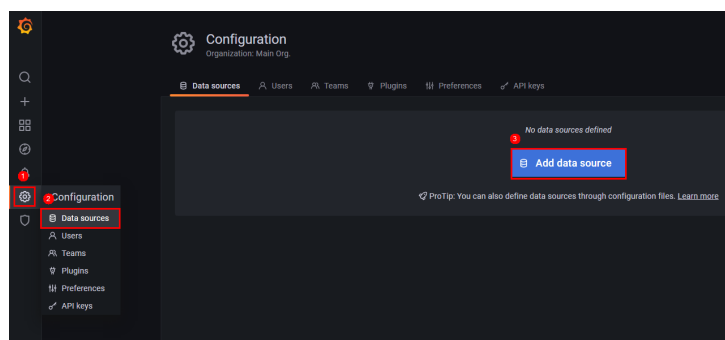 Configuration
Organization: Main Org.
Data sources
Users
Teams
Plugins
Preferences
API keys
No data sources defined
3
Add data source
ProTip: You can also define data sources through configuration files. Learn more
1
2
Configuration
Data sources
Users
Teams
Plugins
Preferences
API keys